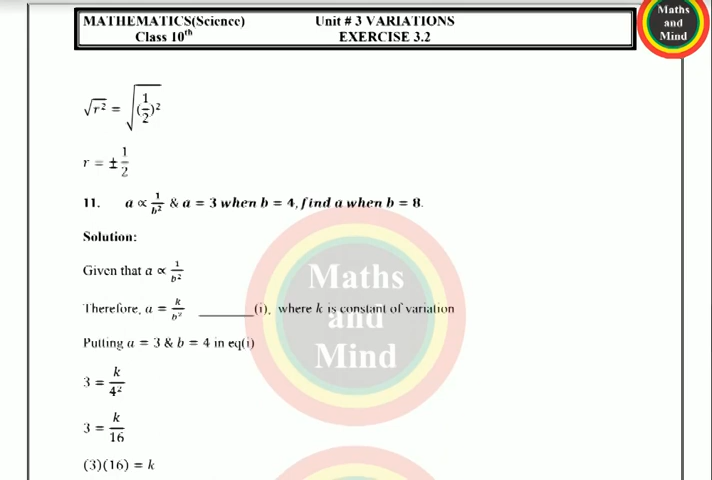 MATHEMATICS(Science) Unit # 3 VARIATIONS
Class 10th EXERCISE 3.2
Maths
and
Mind
√r² = √(1/2)²
r = ± 1/2
11. a ∝ 1/b² & a = 3 when b = 4, find a when b = 8.
Solution:
Given that a ∝ 1/b²
Therefore, a = k/b² ______(i), where k is constant of variation
Putting a = 3 & b = 4 in eq(i)
3 = k/4²
3 = k/16
(3)(16) = k
Maths
and
Mind